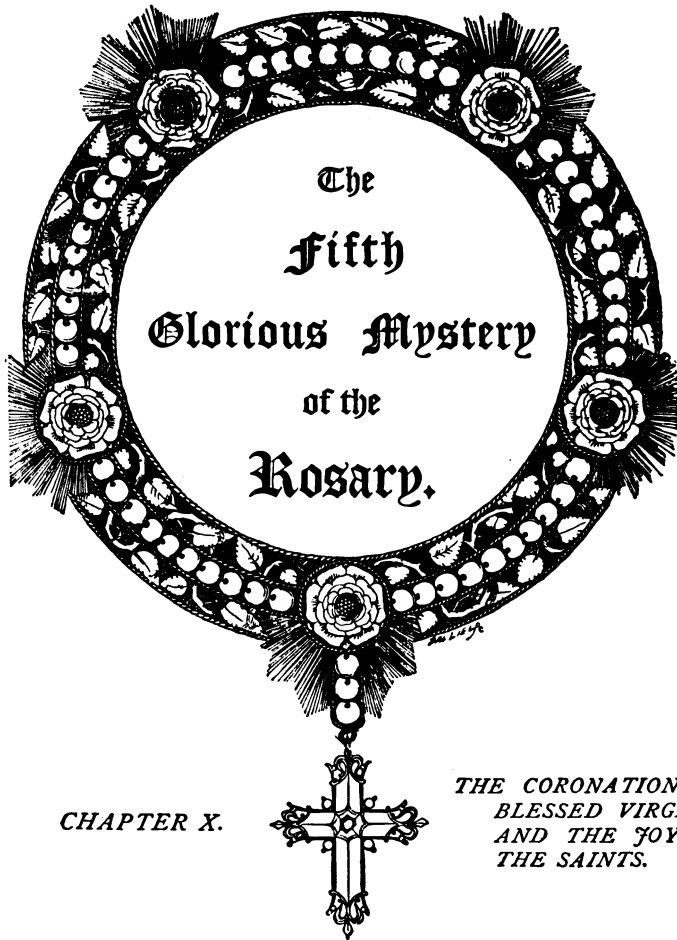 The
Fifth
Glorious Mystery
of the
Rosary.
CHAPTER X.
THE CORONATION
BLESSED VIRG
AND THE JOY
THE SAINTS.